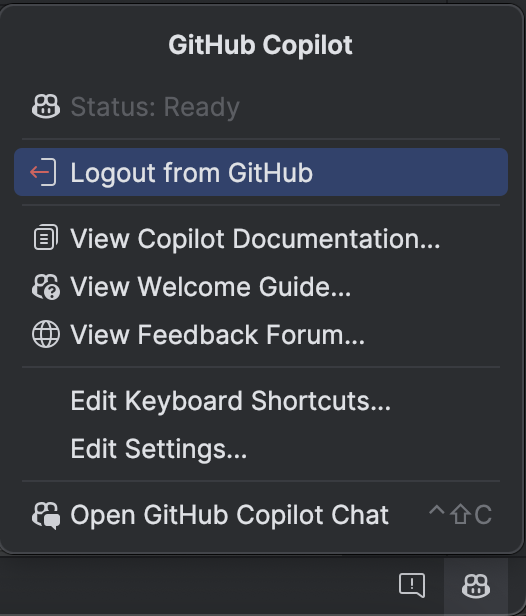 GitHub Copilot
Status: Ready
Logout from GitHub
View Copilot Documentation...
View Welcome Guide...
View Feedback Forum...
Edit Keyboard Shortcuts...
Edit Settings...
Open GitHub Copilot Chat ^⇧C